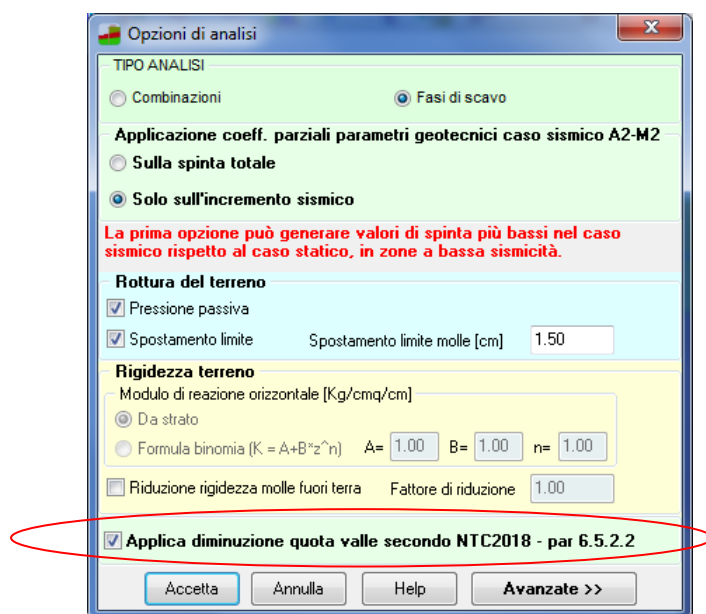 Opzioni di analisi
TIPO ANALISI
Combinazioni Fasi di scavo
Applicazione coeff. parziali parametri geotecnici caso sismico A2-M2
Sulla spinta totale
Solo sull'incremento sismico
La prima opzione può generare valori di spinta più bassi nel caso
sismico rispetto al caso statico, in zone a bassa sismicità.
Rottura del terreno
Pressione passiva
Spostamento limite Spostamento limite molle [cm] 1.50
Rigidezza terreno
Modulo di reazione orizzontale [Kg/cmq/cm]
Da strato
Formula binomia (K = A+B*z^n) A= 1.00 B= 1.00 n= 1.00
Riduzione rigidezza molle fuori terra Fattore di riduzione 1.00
Applica diminuzione quota valle secondo NTC2018 - par 6.5.2.2
Accetta Annulla Help Avanzate >>